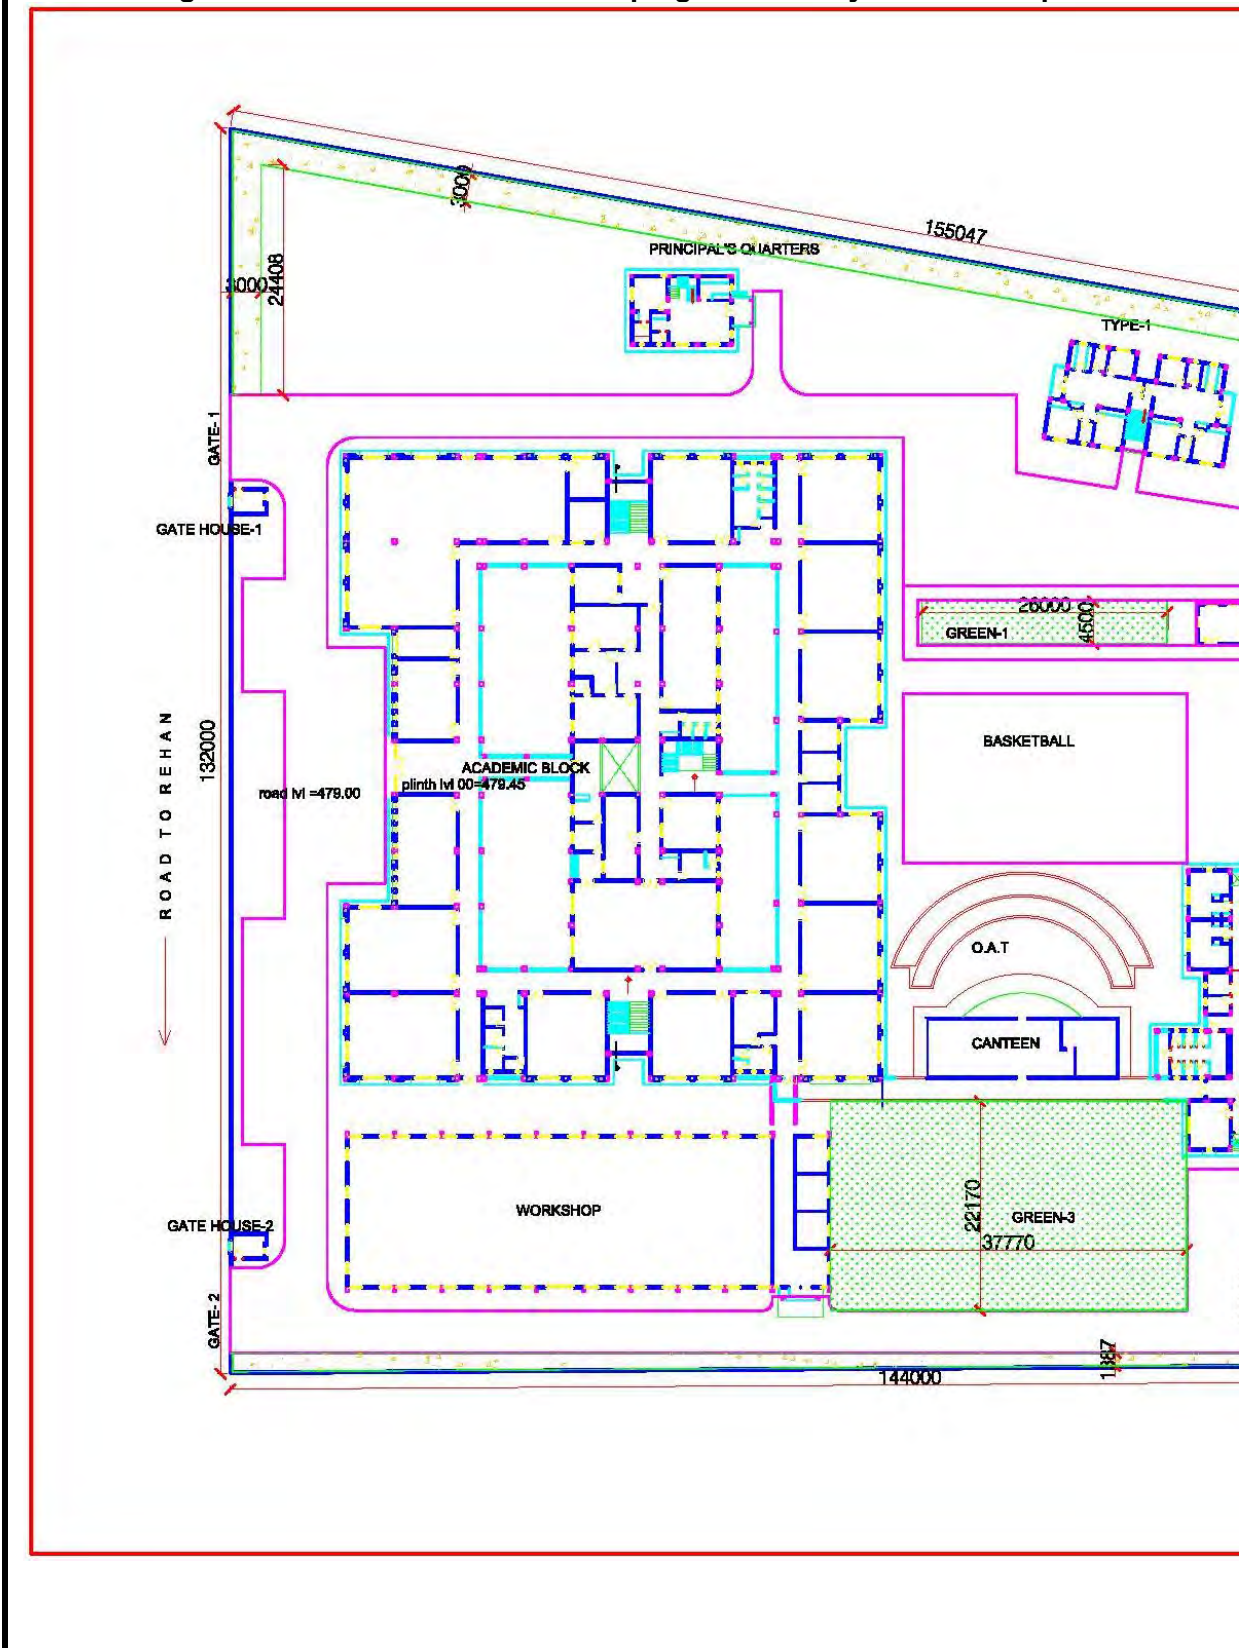 155047
3000
PRINCIPAL'S QUARTERS
24408
3000
TYPE-1
GATE- 1
GATE HOUSE-1
26000
4500
GREEN-1
ROAD TO REHAN
132000
BASKETBALL
ACADEMIC BLOCK
plinth lvl 00=479.45
road lvl =479.00
O.A.T
CANTEEN
22170
WORKSHOP
GREEN-3
GATE HOUSE-2
37770
GATE- 2
144000